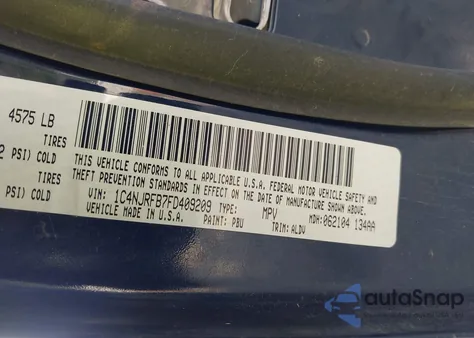 4575 LB
TIRES
PSI) COLD
TIRES
PSI) COLD
THIS VEHICLE CONFORMS TO ALL APPLICABLE U.S.A. FEDERAL MOTOR VEHICLE SAFETY AND
THEFT PREVENTION STANDARDS IN EFFECT ON THE DATE OF MANUFACTURE SHOWN ABOVE.
VIN: 1C4NJRFB7FD409209 TYPE: MPV MDH: 062104 134AA
MADE IN U.S.A. PAINT: PBU TRIM: ALDV
autoSnap